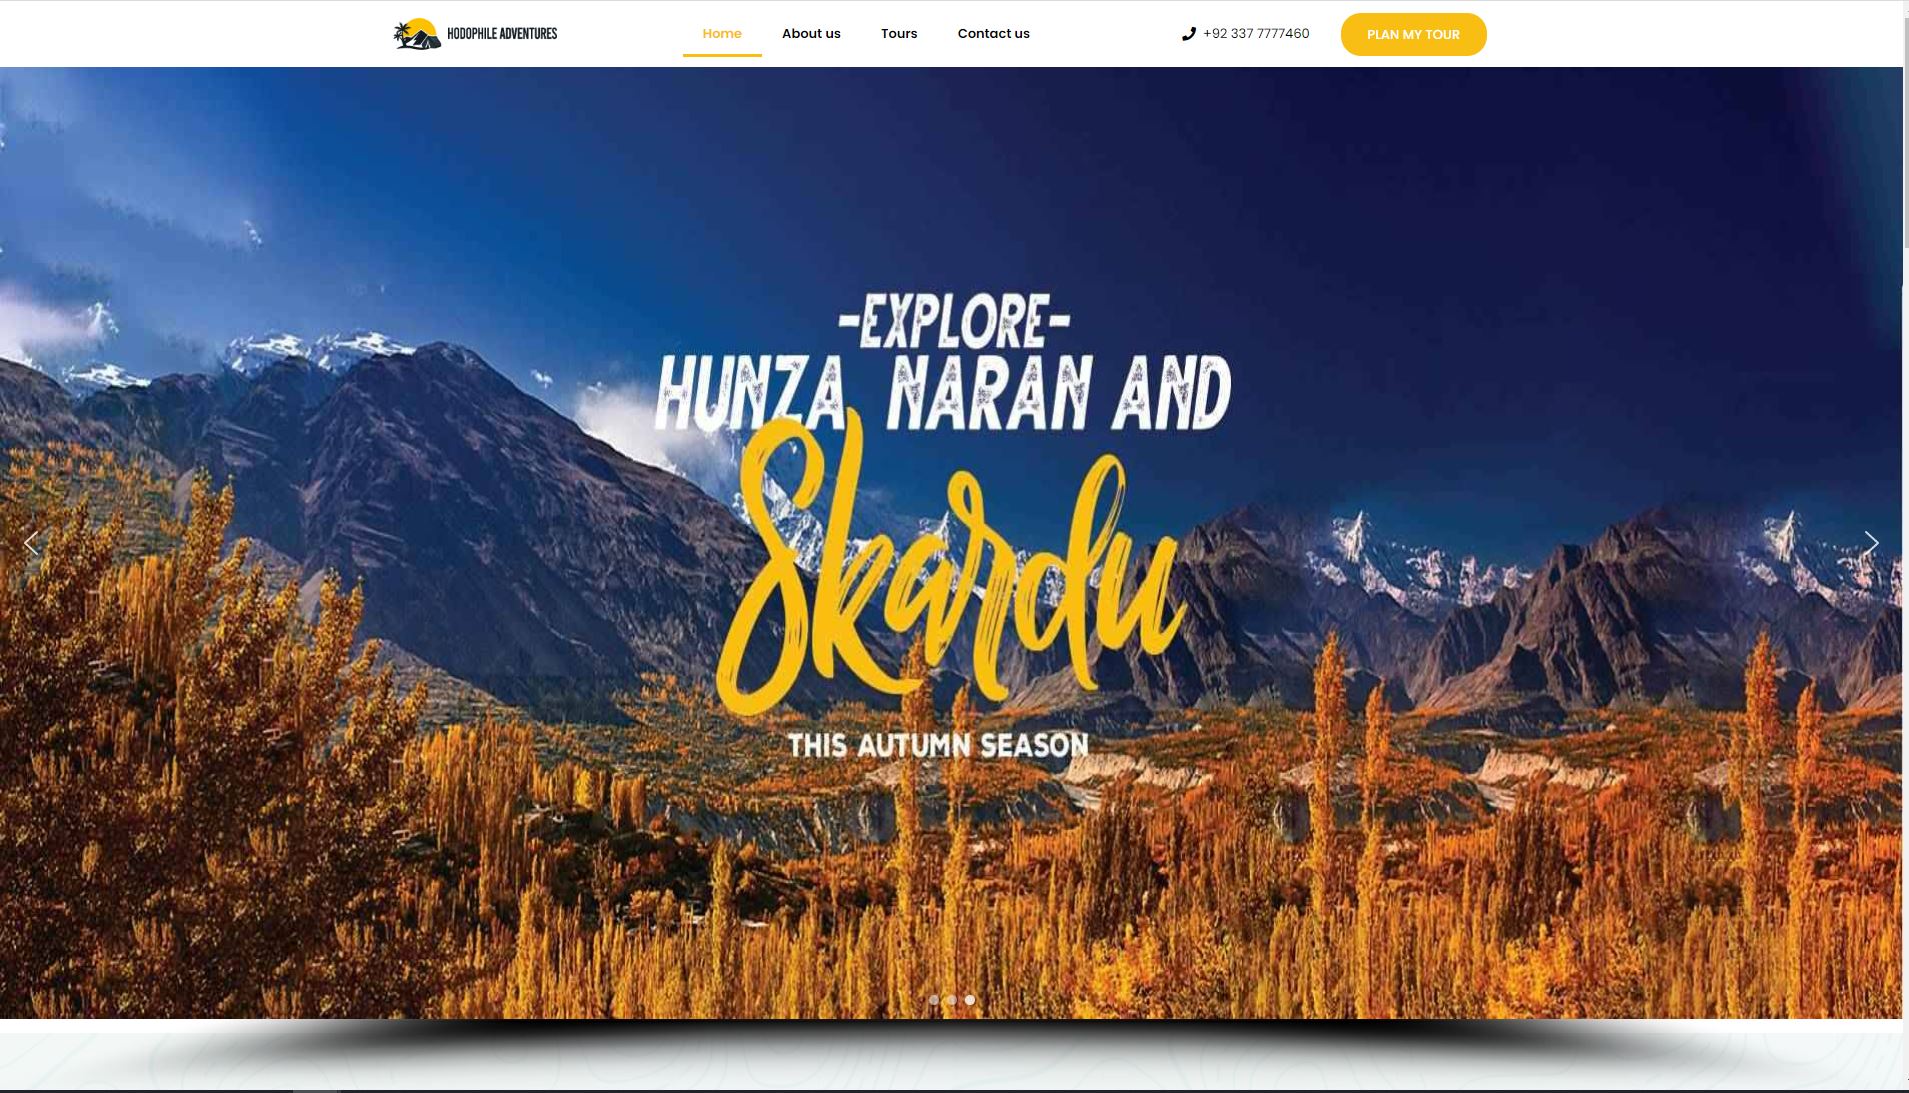 HODOPHILE ADVENTURES
Home
About us
Tours
Contact us
+92 337 7777460
PLAN MY TOUR
-EXPLORE-
HUNZA NARAN AND
Skardu
THIS AUTUMN SEASON